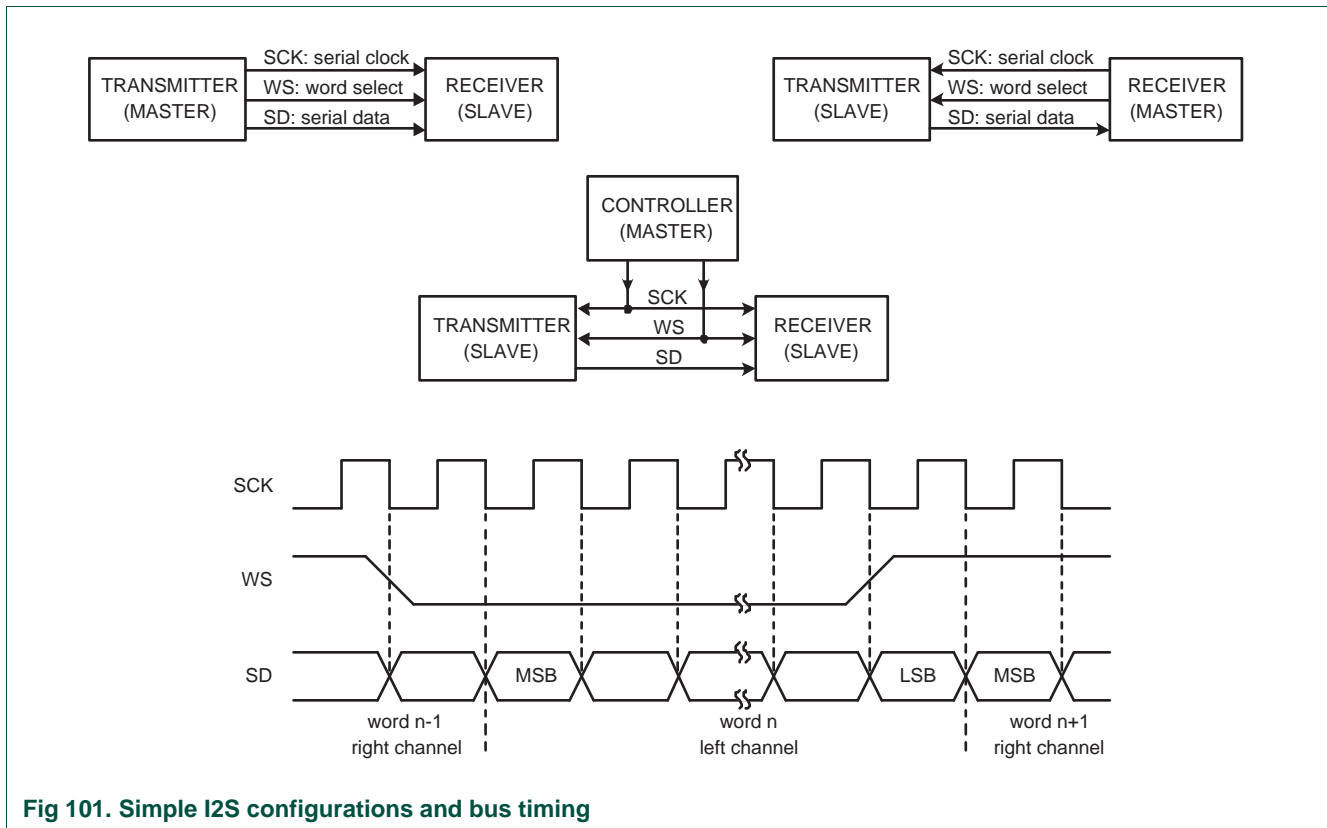 SCK: serial clock
WS: word select
SD: serial data
TRANSMITTER
(MASTER)
RECEIVER
(SLAVE)
SCK: serial clock
WS: word select
SD: serial data
TRANSMITTER
(SLAVE)
RECEIVER
(MASTER)
CONTROLLER
(MASTER)
TRANSMITTER
(SLAVE)
SCK
WS
SD
RECEIVER
(SLAVE)
SCK
WS
SD
MSB
LSB
MSB
word n-1
right channel
word n
left channel
word n+1
right channel
Fig 101. Simple I2S configurations and bus timing